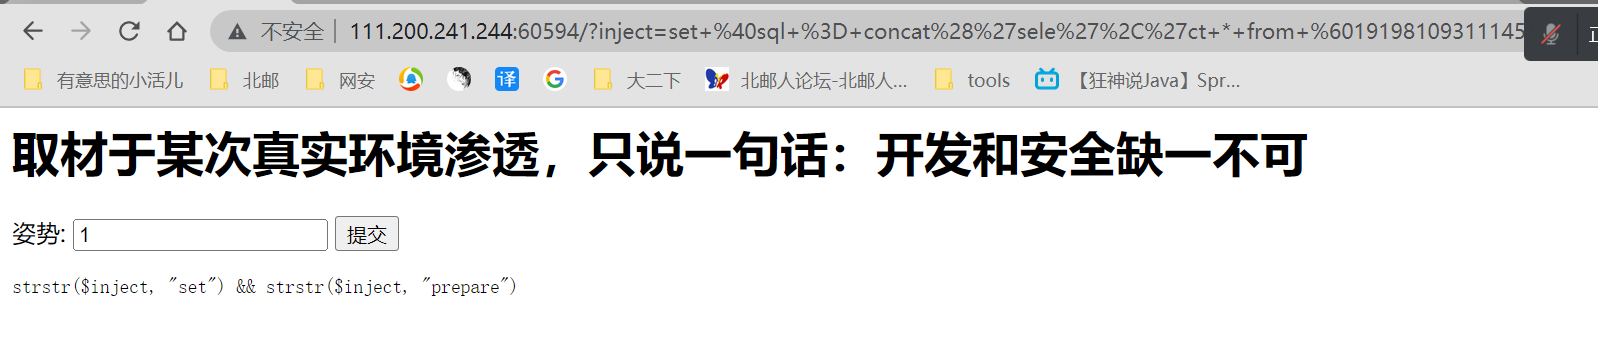 不安全 | 111.200.241.244:60594/?inject=set+%40sql+%3D+concat%28%27sele%27%2C%27ct+*+from+%6019198109311145
有意思的小活儿 北邮 网安 译 G 大二下 北邮人论坛-北邮人... tools 【狂神说Java】Spr...
取材于某次真实环境渗透，只说一句话：开发和安全缺一不可
姿势: 1 提交
strstr($inject, "set") && strstr($inject, "prepare")